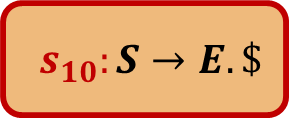 s₁₀: S → E. $